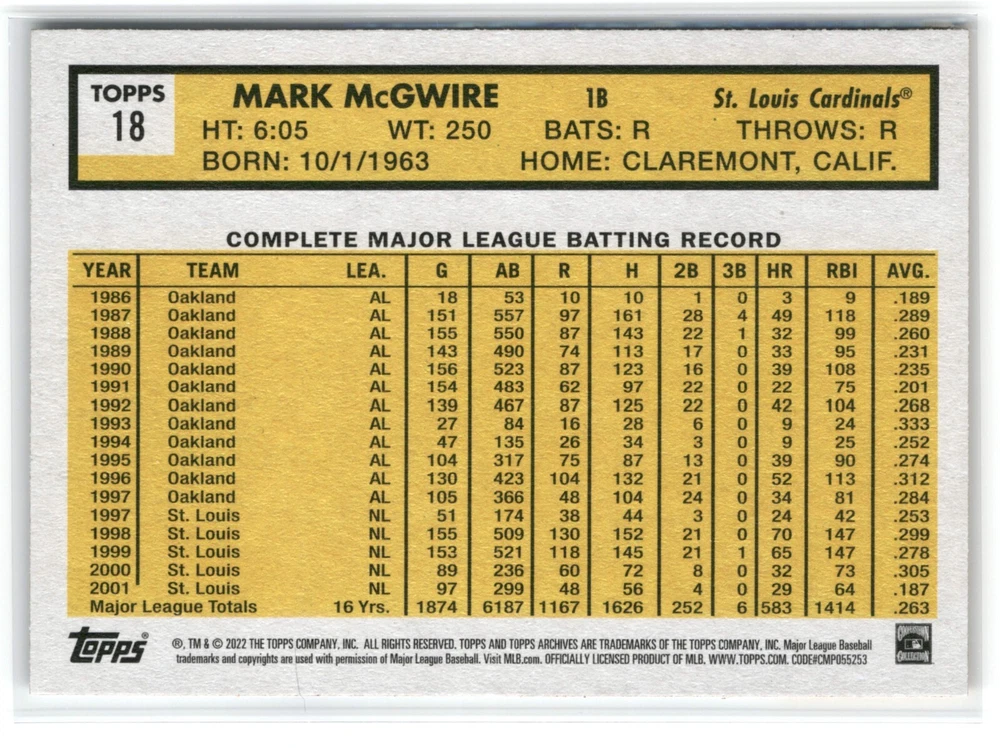 TOPPS MARK McGWIRE 1B St. Louis Cardinals®
18 HT: 6:05 WT: 250 BATS: R THROWS: R
BORN: 10/1/1963 HOME: CLAREMONT, CALIF.
COMPLETE MAJOR LEAGUE BATTING RECORD
YEAR TEAM LEA. G AB R H 2B 3B HR RBI AVG.
1986 Oakland AL 18 53 10 10 1 0 3 9 .189
1987 Oakland AL 151 557 97 161 28 4 49 118 .289
1988 Oakland AL 155 550 87 143 22 1 32 99 .260
1989 Oakland AL 143 490 74 113 17 0 33 95 .231
1990 Oakland AL 156 523 87 123 16 0 39 108 .235
1991 Oakland AL 154 483 62 97 22 0 22 75 .201
1992 Oakland AL 139 467 87 125 22 0 42 104 .268
1993 Oakland AL 27 84 16 28 6 0 9 24 .333
1994 Oakland AL 47 135 26 34 3 0 9 25 .252
1995 Oakland AL 104 317 75 87 13 0 39 90 .274
1996 Oakland AL 130 423 104 132 21 0 52 113 .312
1997 Oakland AL 105 366 48 104 24 0 34 81 .284
1997 St. Louis NL 51 174 38 44 3 0 24 42 .253
1998 St. Louis NL 155 509 130 152 21 0 70 147 .299
1999 St. Louis NL 153 521 118 145 21 1 65 147 .278
2000 St. Louis NL 89 236 60 72 8 0 32 73 .305
2001 St. Louis NL 97 299 48 56 4 0 29 64 .187
Major League Totals 16 Yrs. 1874 6187 1167 1626 252 6 583 1414 .263
Topps® ®, TM & © 2022 THE TOPPS COMPANY, INC. ALL RIGHTS RESERVED. TOPPS AND TOPPS ARCHIVES ARE TRADEMARKS OF THE TOPPS COMPANY, INC. Major League Baseball
trademarks and copyrights are used with permission of Major League Baseball. Visit MLB.com. OFFICIALLY LICENSED PRODUCT OF MLB. WWW.TOPPS.COM. CODE#CMP055253
COOPERSTOWN
COLLECTION